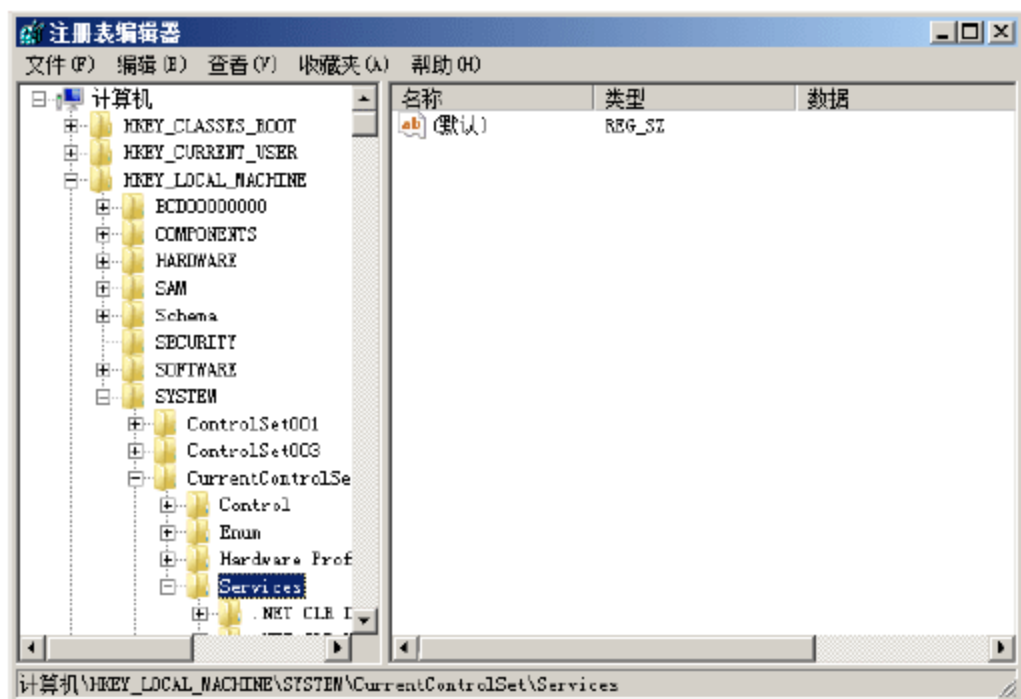 注册表编辑器
文件(F) 编辑(E) 查看(V) 收藏夹(A) 帮助(H)
计算机
HKEY_CLASSES_ROOT
HKEY_CURRENT_USER
HKEY_LOCAL_MACHINE
BCD00000000
COMPONENTS
HARDWARE
SAM
Schema
SECURITY
SOFTWARE
SYSTEM
ControlSet001
ControlSet003
CurrentControlSe
Control
Enum
Hardware Prof
Services
.NET CLR
名称 类型 数据
(默认) REG_SZ
计算机\HKEY_LOCAL_MACHINE\SYSTEM\CurrentControlSet\Services